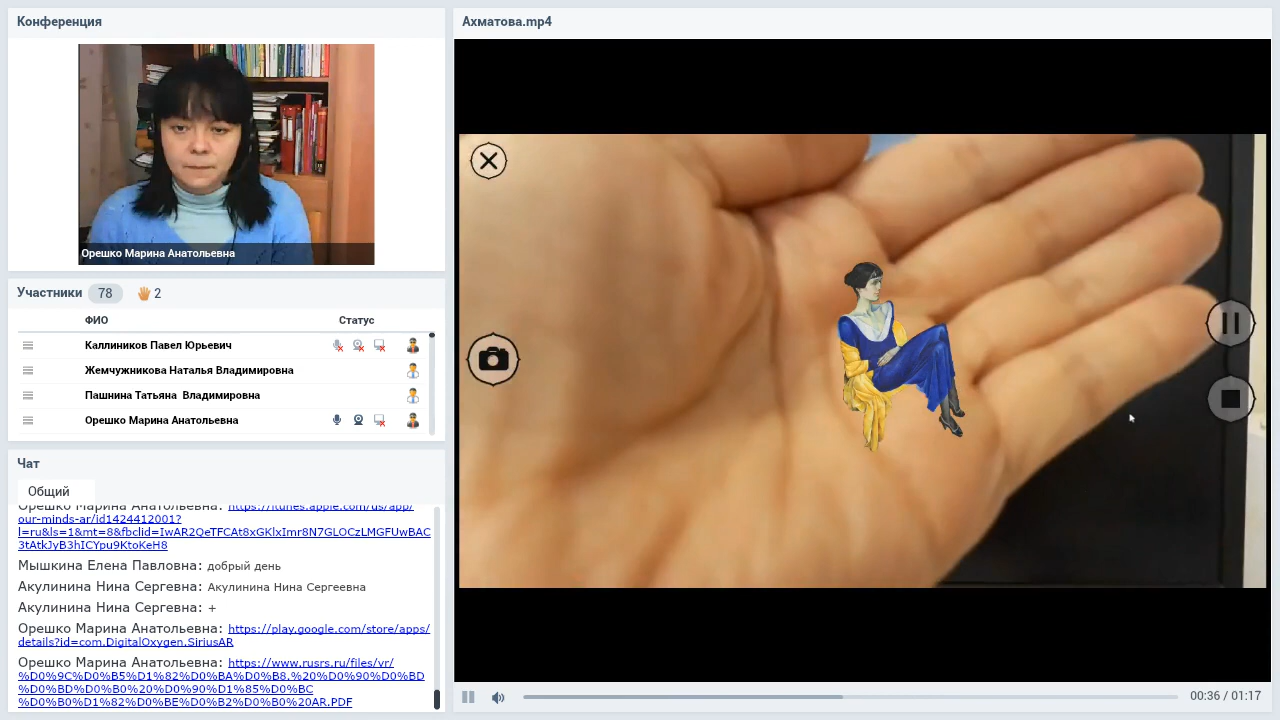 Конференция
Орешко Марина Анатольевна
Участники 78 2
ФИО Статус
Каллиников Павел Юрьевич
Жемчужникова Наталья Владимировна
Пашнина Татьяна Владимировна
Орешко Марина Анатольевна
Чат
Общий
Орешко Марина Анатольевна: https://itunes.apple.com/us/app/
our-minds-ar/id1424412001?
l=ru&ls=1&mt=8&fbclid=IwAR2QeTFCAt8xGKlxImr8N7GLOCzLMGFUwBAC
3tAtkJyB3hICYpu9KtoKeH8
Мышкина Елена Павловна: добрый день
Акулинина Нина Сергевна: Акулинина Нина Сергеевна
Акулинина Нина Сергевна: +
Орешко Марина Анатольевна: https://play.google.com/store/apps/
details?id=com.DigitalOxygen.SiriusAR
Орешко Марина Анатольевна: https://www.rusrs.ru/files/vr/
%D0%9C%D0%B5%D1%82%D0%BA%D0%B8.%20%D0%90%D0%BD
%D0%BD%D0%B0%20%D0%90%D1%85%D0%BC
%D0%B0%D1%82%D0%BE%D0%B2%D0%B0%20AR.PDF
Ахматова.mp4
00:36 / 01:17